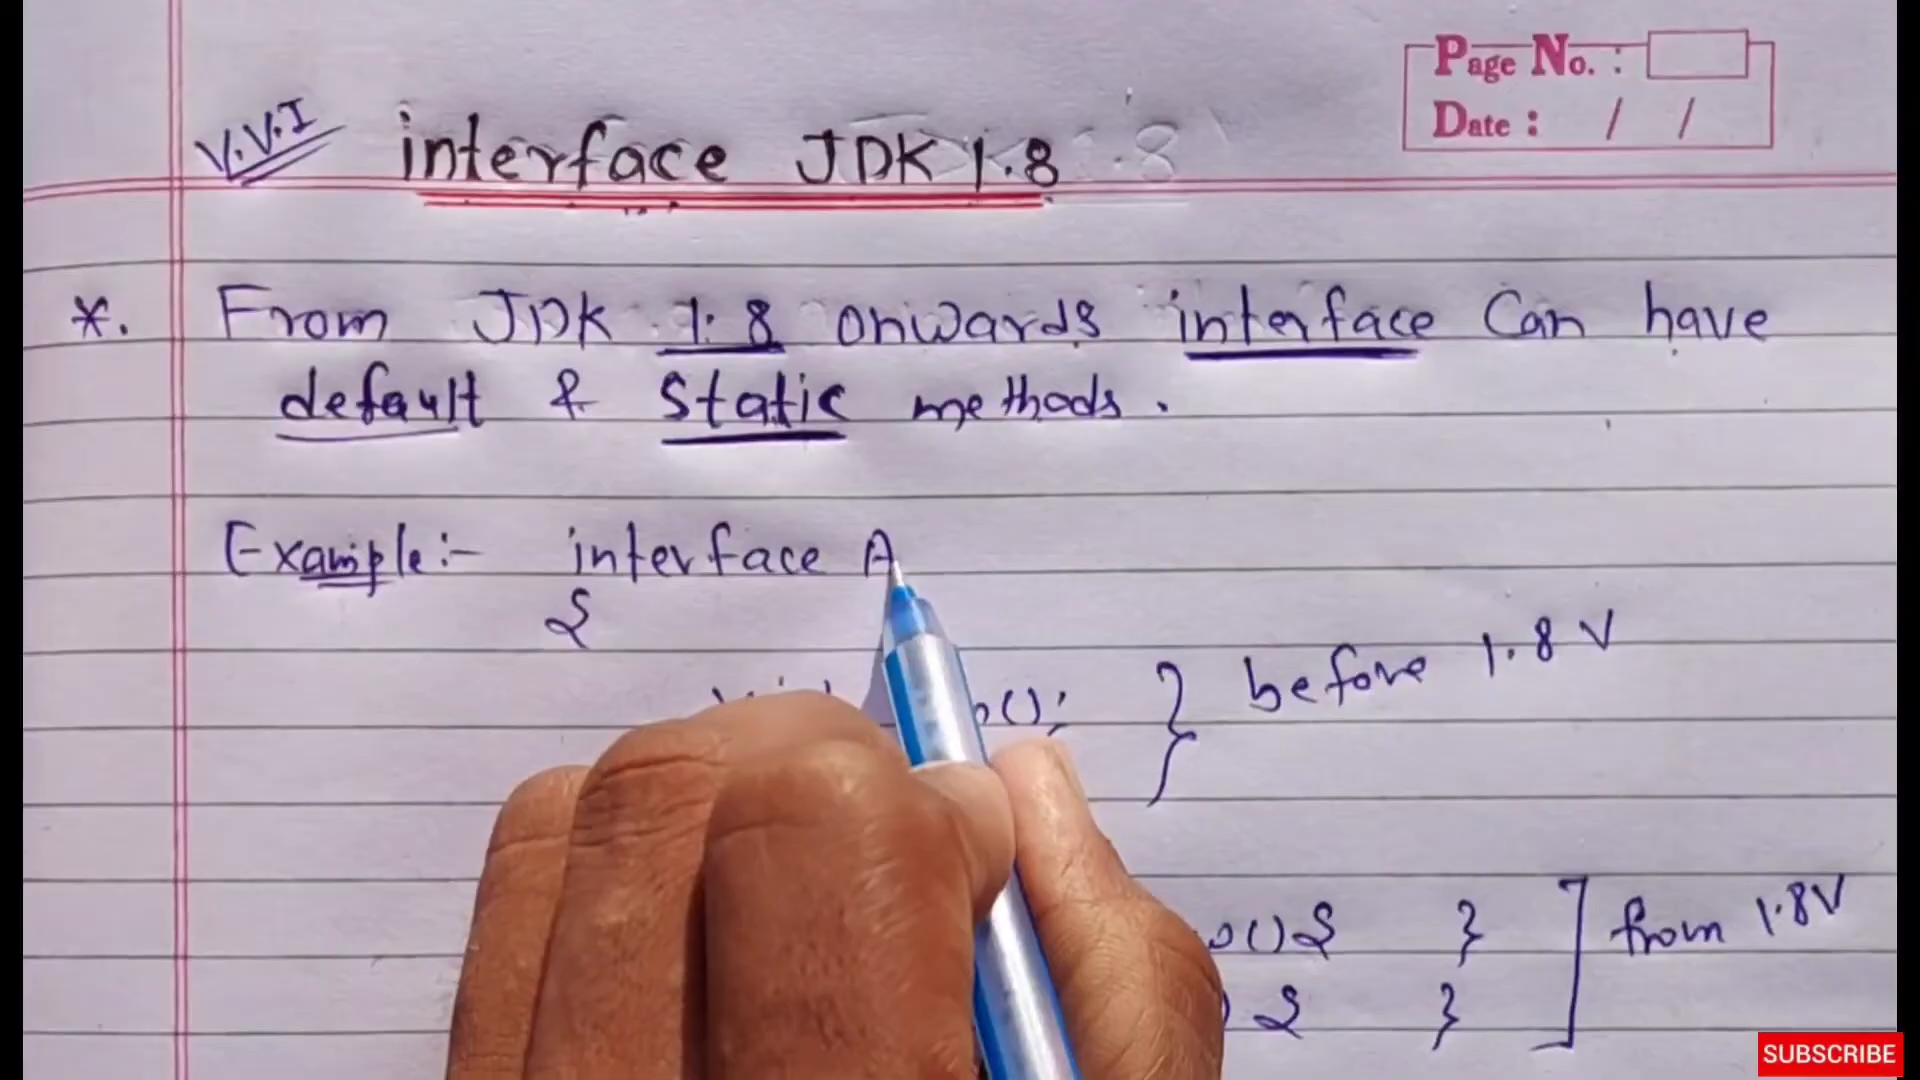 Page No. :
Date : / /
V.V.I interface JDK 1.8
*. From JDK 1.8 onwards interface Can have
default & Static methods.
Example:- interface A
{
();
} before 1.8 V
() { } ] from 1.8V
{ }
SUBSCRIBE